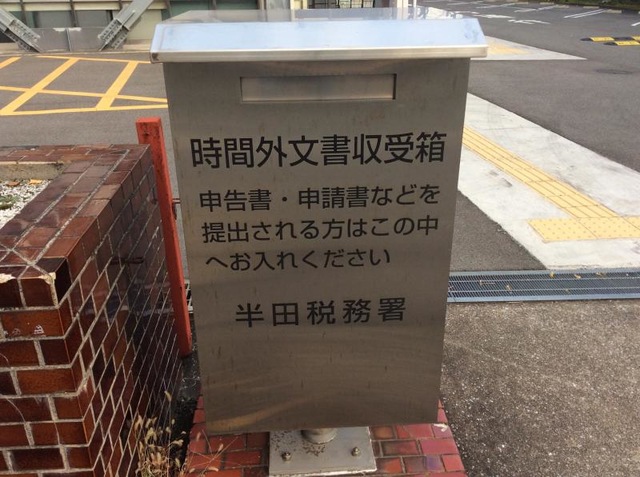 時間外文書収受箱
申告書・申請書などを
提出される方はこの中
へお入れください
半田税務署